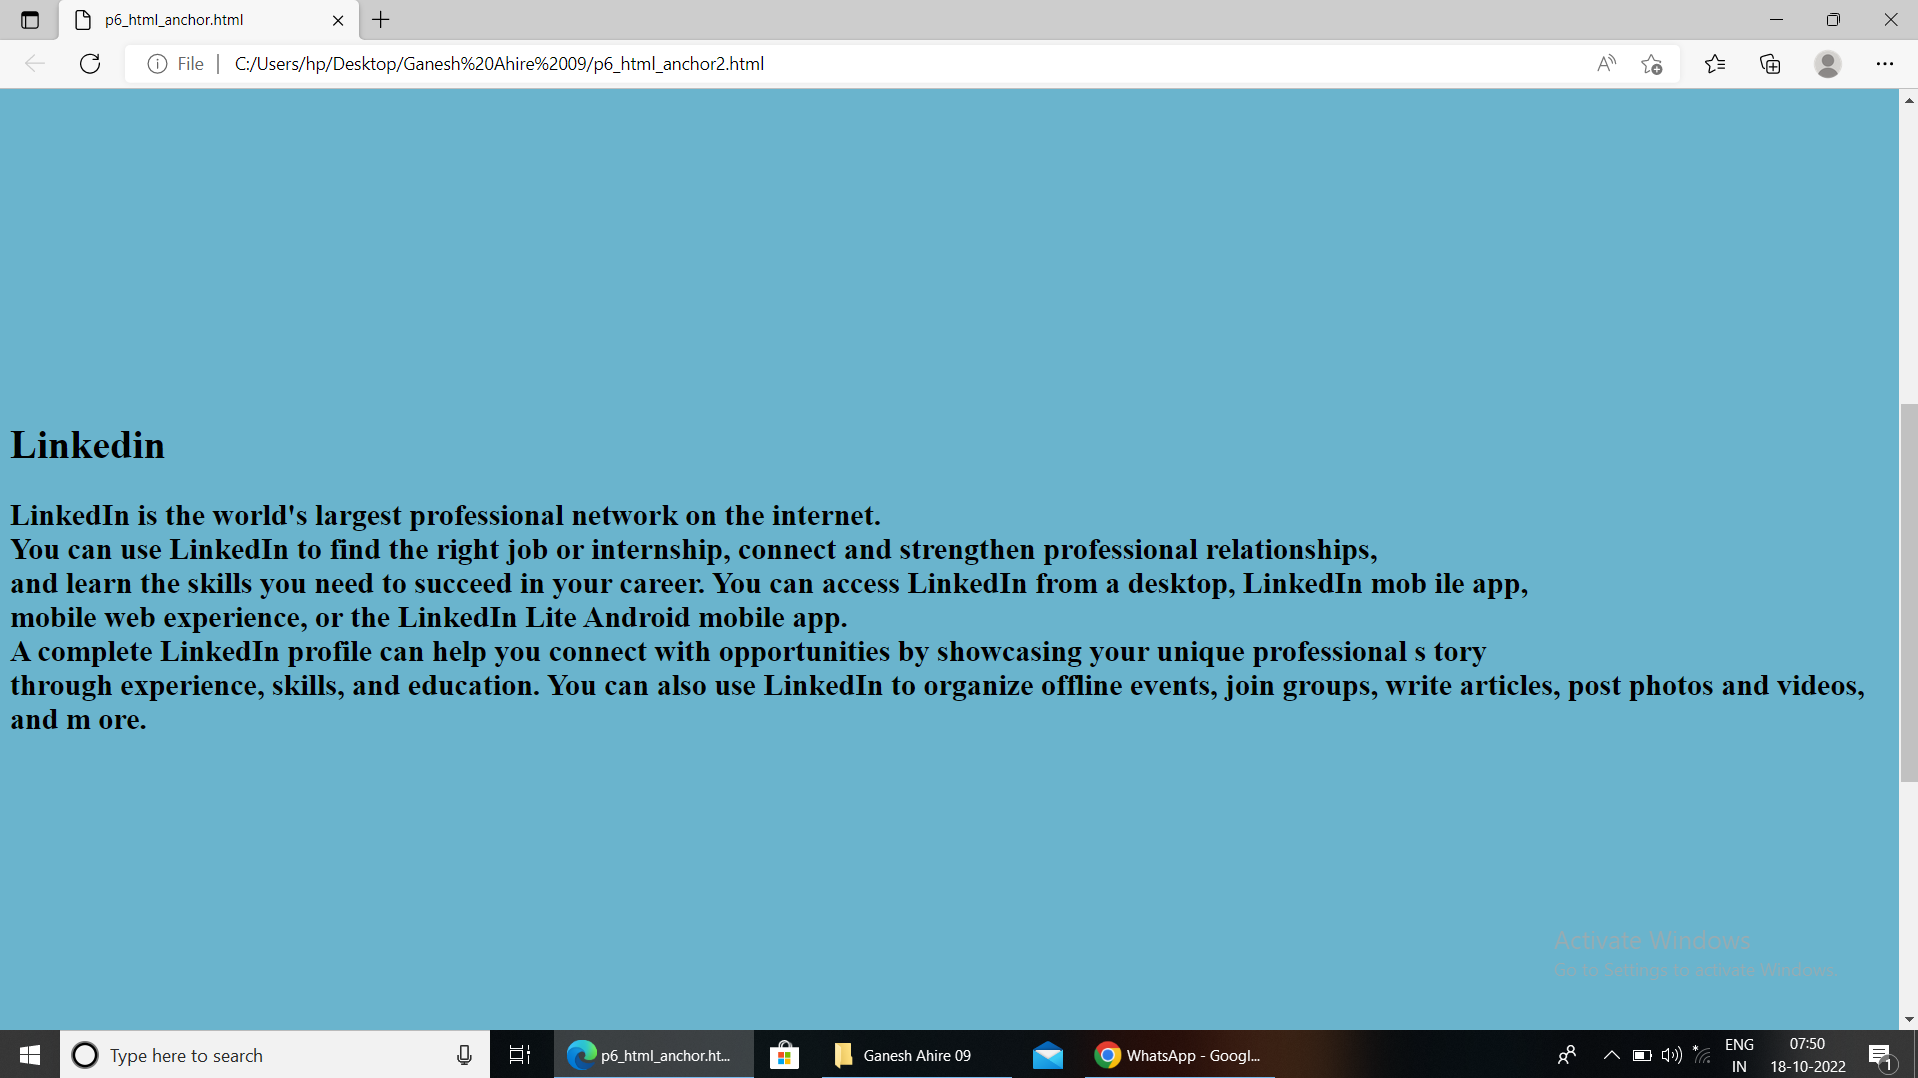 p6_html_anchor.html
File
C:/Users/hp/Desktop/Ganesh%20Ahire%2009/p6_html_anchor2.html
Linkedin
LinkedIn is the world's largest professional network on the internet.
You can use LinkedIn to find the right job or internship, connect and strengthen professional relationships,
and learn the skills you need to succeed in your career. You can access LinkedIn from a desktop, LinkedIn mob ile app,
mobile web experience, or the LinkedIn Lite Android mobile app.
A complete LinkedIn profile can help you connect with opportunities by showcasing your unique professional s tory
through experience, skills, and education. You can also use LinkedIn to organize offline events, join groups, write articles, post photos and videos,
and m ore.
Activate Windows
Go to Settings to activate Windows.
Type here to search
p6_html_anchor.ht...
Ganesh Ahire 09
WhatsApp - Googl...
ENG
IN
07:50
18-10-2022
1